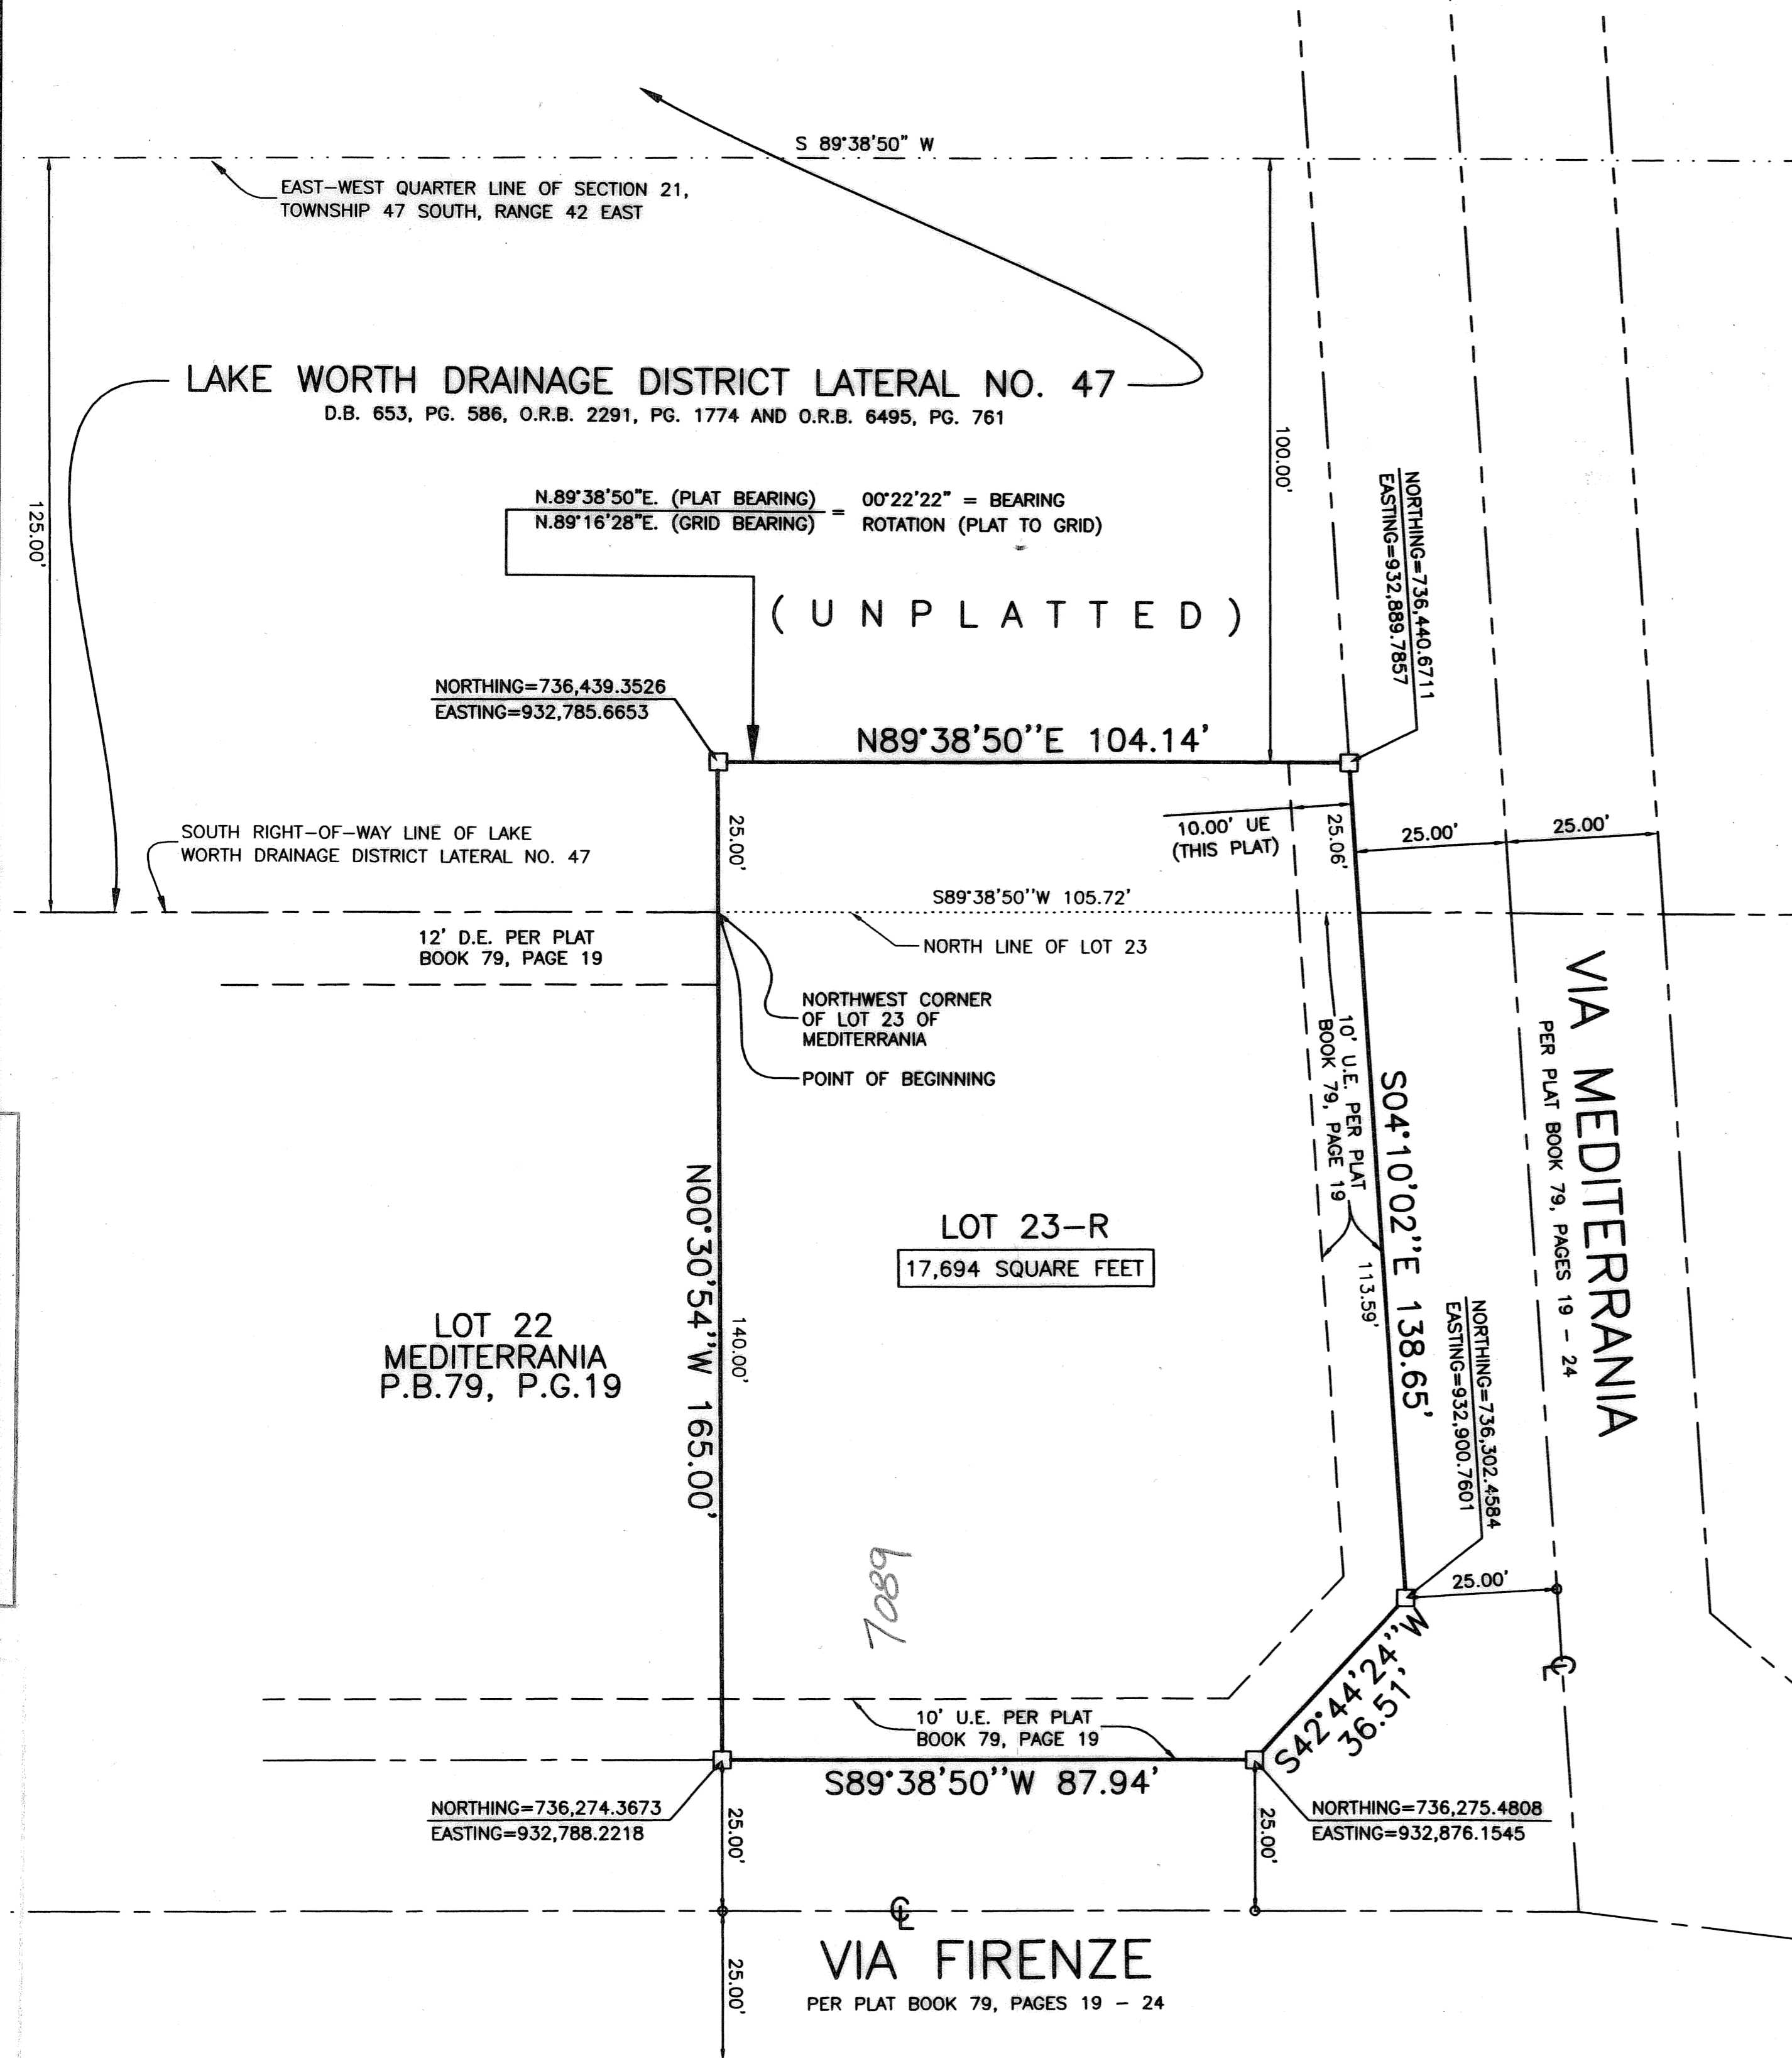 S 89°38'50" W
EAST-WEST QUARTER LINE OF SECTION 21,
TOWNSHIP 47 SOUTH, RANGE 42 EAST
LAKE WORTH DRAINAGE DISTRICT LATERAL NO. 47
D.B. 653, PG. 586, O.R.B. 2291, PG. 1774 AND O.R.B. 6495, PG. 761
125.00'
100.00'
N.89°38'50"E. (PLAT BEARING)
N.89°16'28"E. (GRID BEARING)
= 00°22'22" = BEARING
ROTATION (PLAT TO GRID)
(UNPLATTED)
NORTHING=736,440.6711
EASTING=932,889.7857
NORTHING=736,439.3526
EASTING=932,785.6653
N89°38'50''E 104.14'
SOUTH RIGHT-OF-WAY LINE OF LAKE
WORTH DRAINAGE DISTRICT LATERAL NO. 47
25.00'
10.00' UE
(THIS PLAT)
25.06'
25.00'
25.00'
S89°38'50''W 105.72'
12' D.E. PER PLAT
BOOK 79, PAGE 19
NORTH LINE OF LOT 23
NORTHWEST CORNER
OF LOT 23 OF
MEDITERRANIA
POINT OF BEGINNING
10' U.E. PER PLAT
BOOK 79, PAGE 19
S04°10'02''E 138.65'
113.59'
VIA MEDITERRANIA
PER PLAT BOOK 79, PAGES 19 - 24
N00°30'54''W 165.00'
140.00'
LOT 23-R
17,694 SQUARE FEET
LOT 22
MEDITERRANIA
P.B.79, P.G.19
NORTHING=736,302.4584
EASTING=932,900.7601
7089
25.00'
CL
S42°44'24''W
36.51'
10' U.E. PER PLAT
BOOK 79, PAGE 19
S89°38'50''W 87.94'
NORTHING=736,274.3673
EASTING=932,788.2218
25.00'
25.00'
NORTHING=736,275.4808
EASTING=932,876.1545
CL
VIA FIRENZE
PER PLAT BOOK 79, PAGES 19 - 24
25.00'